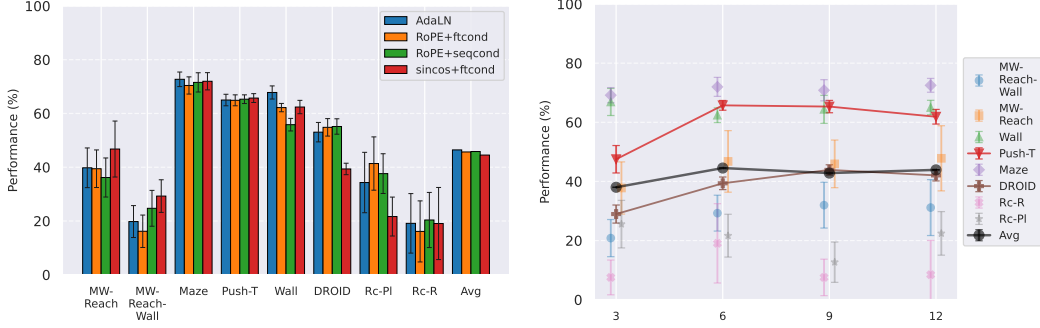 100
80
60
40
20
0
Performance (%)
AdaLN
RoPE+ftcond
RoPE+seqcond
sincos+ftcond
MW-
Reach
MW-
Reach-
Wall
Maze
Push-T
Wall
DROID
Rc-Pl
Rc-R
Avg
100
80
60
40
20
0
Performance (%)
3
6
9
12
MW-
Reach-
Wall
MW-
Reach
Wall
Push-T
Maze
DROID
Rc-R
Rc-Pl
Avg